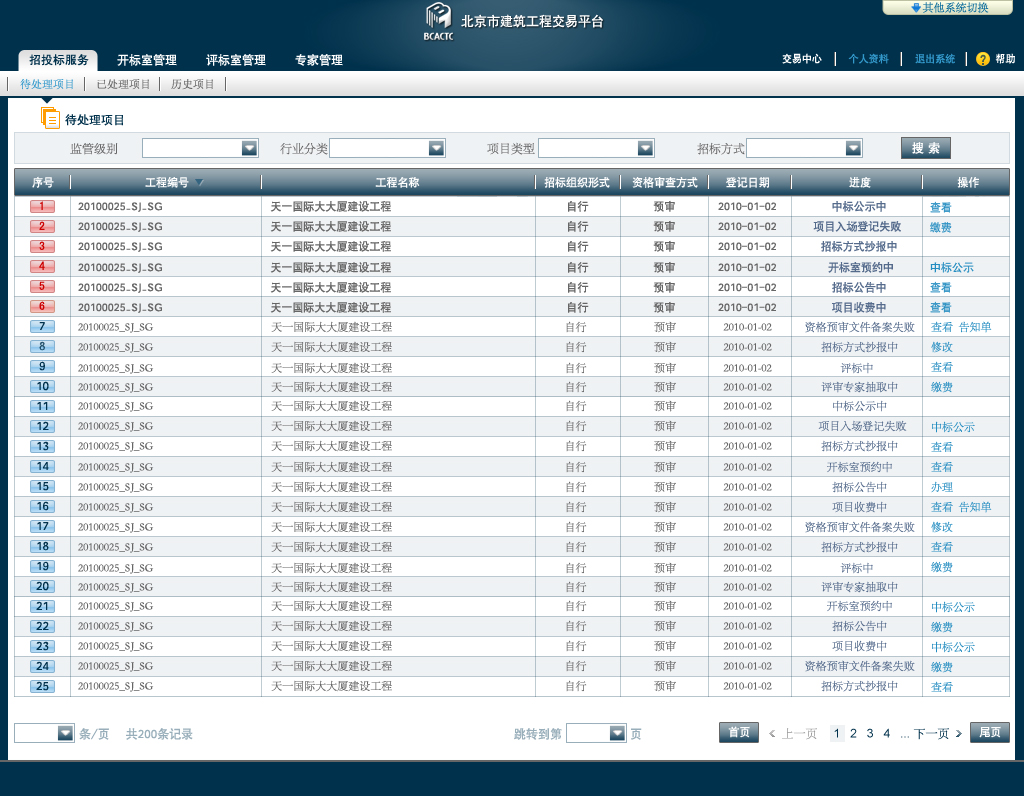 其他系统切换
BCACTC 北京市建筑工程交易平台
招投标服务 开标室管理 评标室管理 专家管理 交易中心 个人资料 退出系统 ? 帮助
待处理项目 已处理项目 历史项目
待处理项目
监管级别 行业分类 项目类型 招标方式 搜 索
序号 工程编号 工程名称 招标组织形式 资格审查方式 登记日期 进度 操作
1 20100025_SJ_SG 天一国际大大厦建设工程 自行 预审 2010-01-02 中标公示中 查看
2 20100025_SJ_SG 天一国际大大厦建设工程 自行 预审 2010-01-02 项目入场登记失败 缴费
3 20100025_SJ_SG 天一国际大大厦建设工程 自行 预审 2010-01-02 招标方式抄报中
4 20100025_SJ_SG 天一国际大大厦建设工程 自行 预审 2010-01-02 开标室预约中 中标公示
5 20100025_SJ_SG 天一国际大大厦建设工程 自行 预审 2010-01-02 招标公告中 查看
6 20100025_SJ_SG 天一国际大大厦建设工程 自行 预审 2010-01-02 项目收费中 查看
7 20100025_SJ_SG 天一国际大大厦建设工程 自行 预审 2010-01-02 资格预审文件备案失败 查看 告知单
8 20100025_SJ_SG 天一国际大大厦建设工程 自行 预审 2010-01-02 招标方式抄报中 修改
9 20100025_SJ_SG 天一国际大大厦建设工程 自行 预审 2010-01-02 评标中 查看
10 20100025_SJ_SG 天一国际大大厦建设工程 自行 预审 2010-01-02 评审专家抽取中 缴费
11 20100025_SJ_SG 天一国际大大厦建设工程 自行 预审 2010-01-02 中标公示中
12 20100025_SJ_SG 天一国际大大厦建设工程 自行 预审 2010-01-02 项目入场登记失败 中标公示
13 20100025_SJ_SG 天一国际大大厦建设工程 自行 预审 2010-01-02 招标方式抄报中 查看
14 20100025_SJ_SG 天一国际大大厦建设工程 自行 预审 2010-01-02 开标室预约中 查看
15 20100025_SJ_SG 天一国际大大厦建设工程 自行 预审 2010-01-02 招标公告中 办理
16 20100025_SJ_SG 天一国际大大厦建设工程 自行 预审 2010-01-02 项目收费中 查看 告知单
17 20100025_SJ_SG 天一国际大大厦建设工程 自行 预审 2010-01-02 资格预审文件备案失败 修改
18 20100025_SJ_SG 天一国际大大厦建设工程 自行 预审 2010-01-02 招标方式抄报中 查看
19 20100025_SJ_SG 天一国际大大厦建设工程 自行 预审 2010-01-02 评标中 缴费
20 20100025_SJ_SG 天一国际大大厦建设工程 自行 预审 2010-01-02 评审专家抽取中
21 20100025_SJ_SG 天一国际大大厦建设工程 自行 预审 2010-01-02 开标室预约中 中标公示
22 20100025_SJ_SG 天一国际大大厦建设工程 自行 预审 2010-01-02 招标公告中 缴费
23 20100025_SJ_SG 天一国际大大厦建设工程 自行 预审 2010-01-02 项目收费中 中标公示
24 20100025_SJ_SG 天一国际大大厦建设工程 自行 预审 2010-01-02 资格预审文件备案失败 缴费
25 20100025_SJ_SG 天一国际大大厦建设工程 自行 预审 2010-01-02 招标方式抄报中 查看
条/页 共200条记录 跳转到第 页 首页 < 上一页 1 2 3 4 ... 下一页 > 尾页